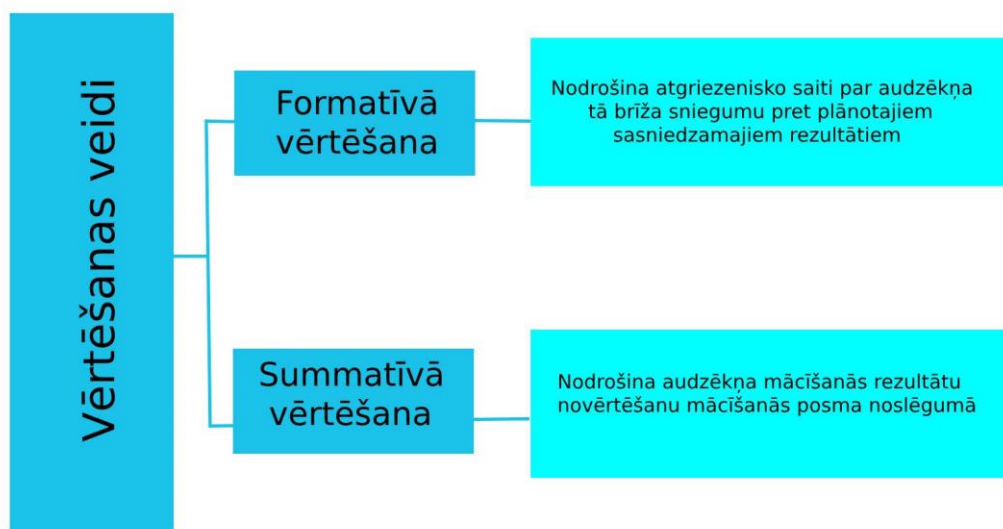 Vērtēšanas veidi
Formatīvā
vērtēšana
Nodrošina atgriezenisko saiti par audzēkņa
tā brīža sniegumu pret plānotajiem
sasniedzamajiem rezultātiem
Summatīvā
vērtēšana
Nodrošina audzēkņa mācīšanās rezultātu
novērtēšanu mācīšanās posma noslēgumā